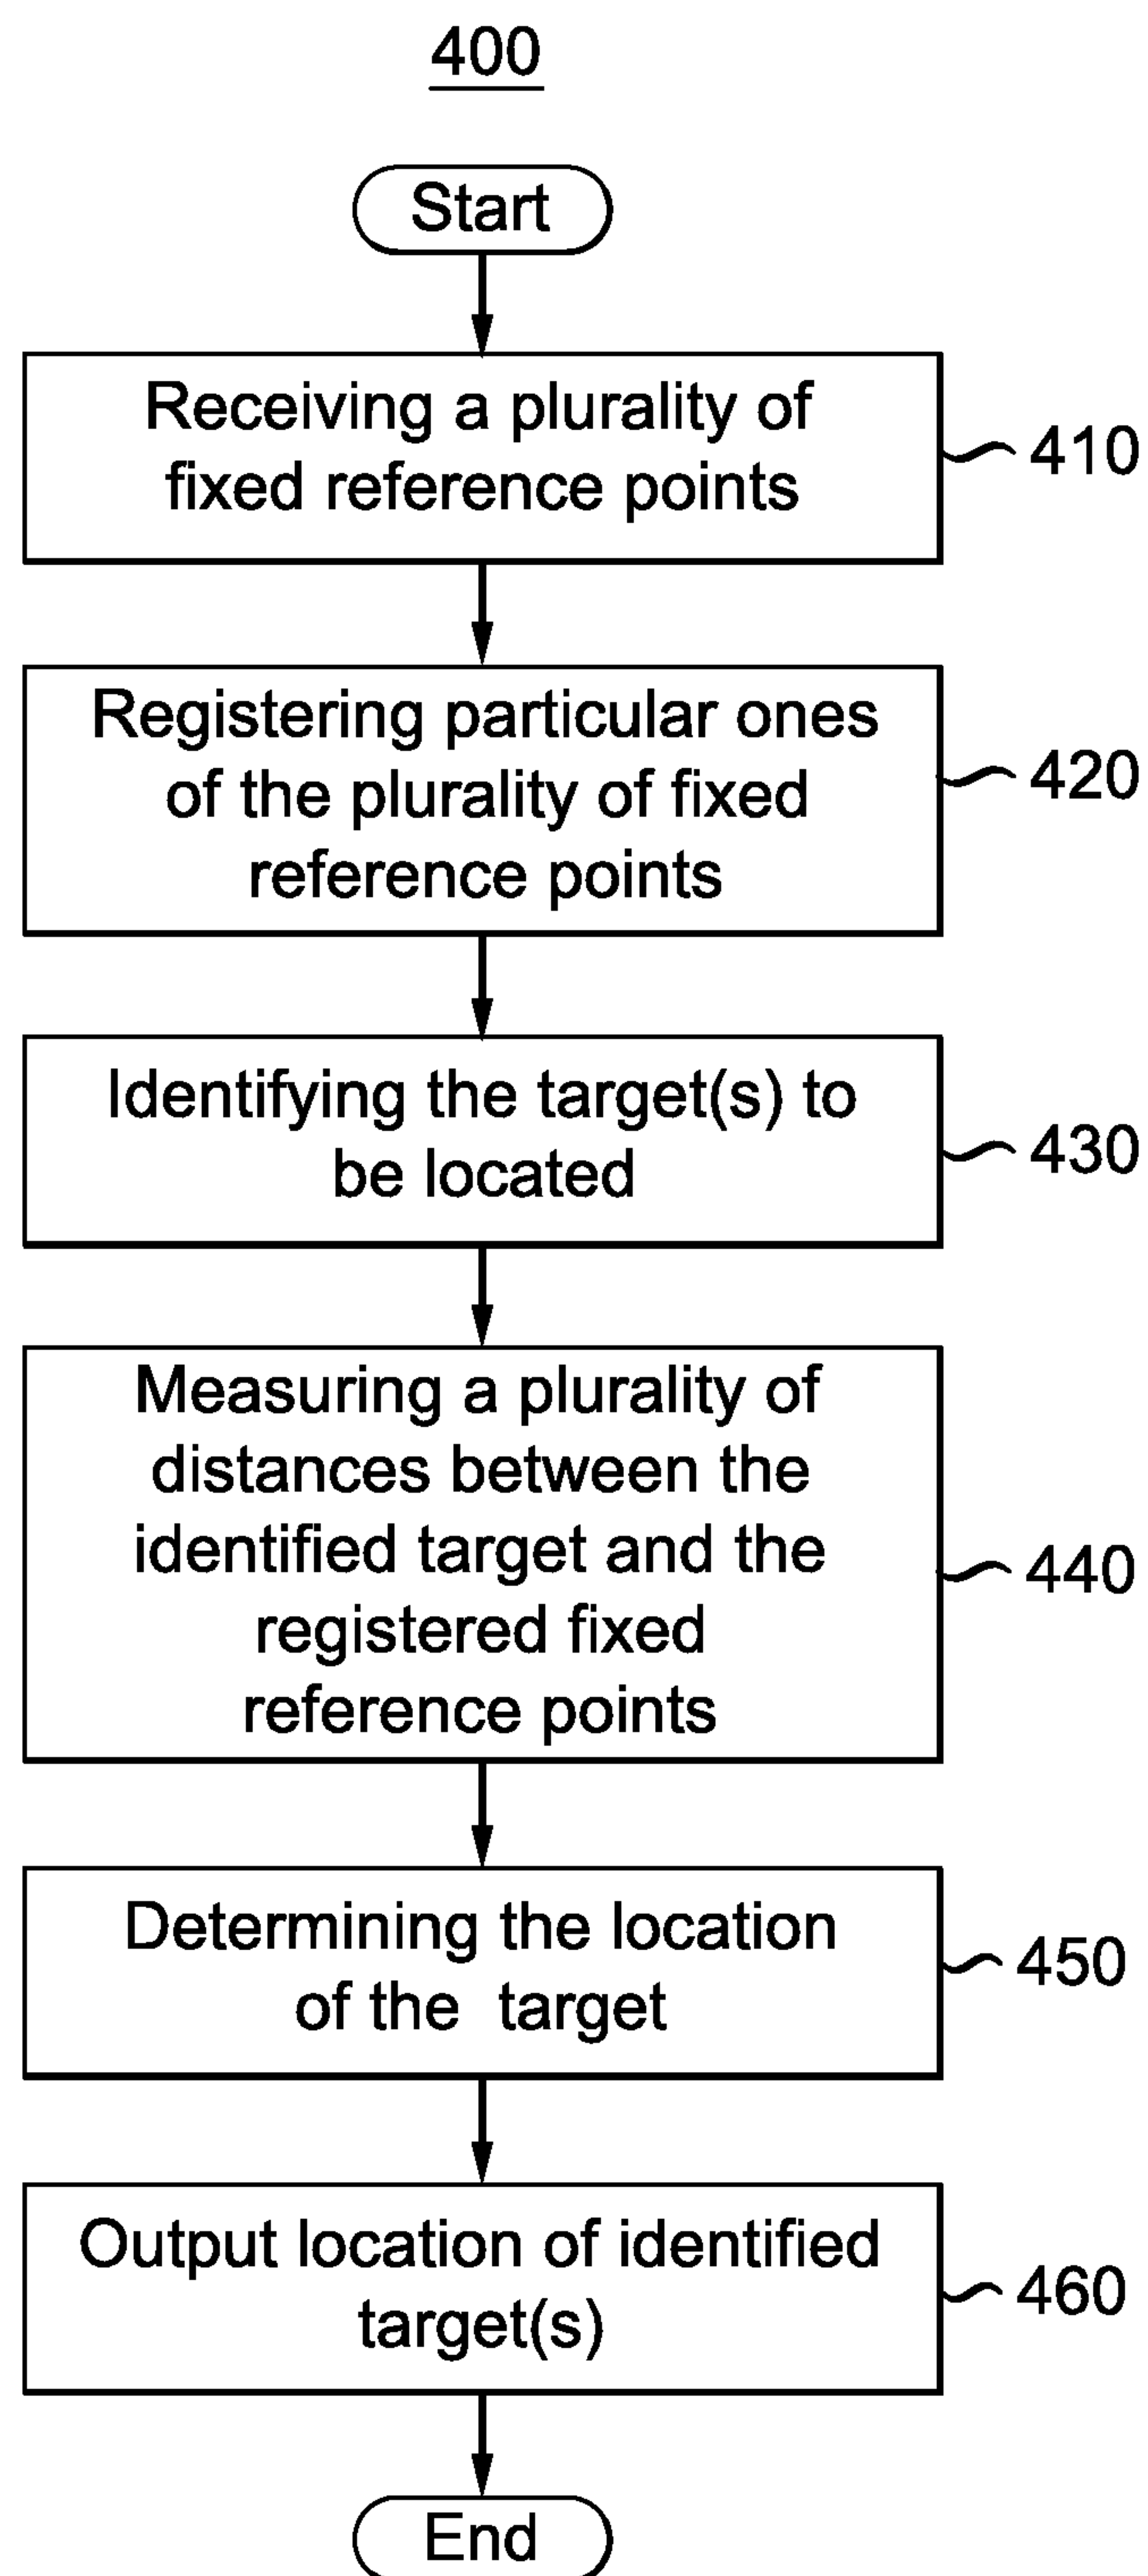 400
Start
Receiving a plurality of
fixed reference points
410
Registering particular ones
of the plurality of fixed
reference points
420
Identifying the target(s) to
be located
430
Measuring a plurality of
distances between the
identified target and the
registered fixed
reference points
440
Determining the location
of the target
450
Output location of identified
target(s)
460
End